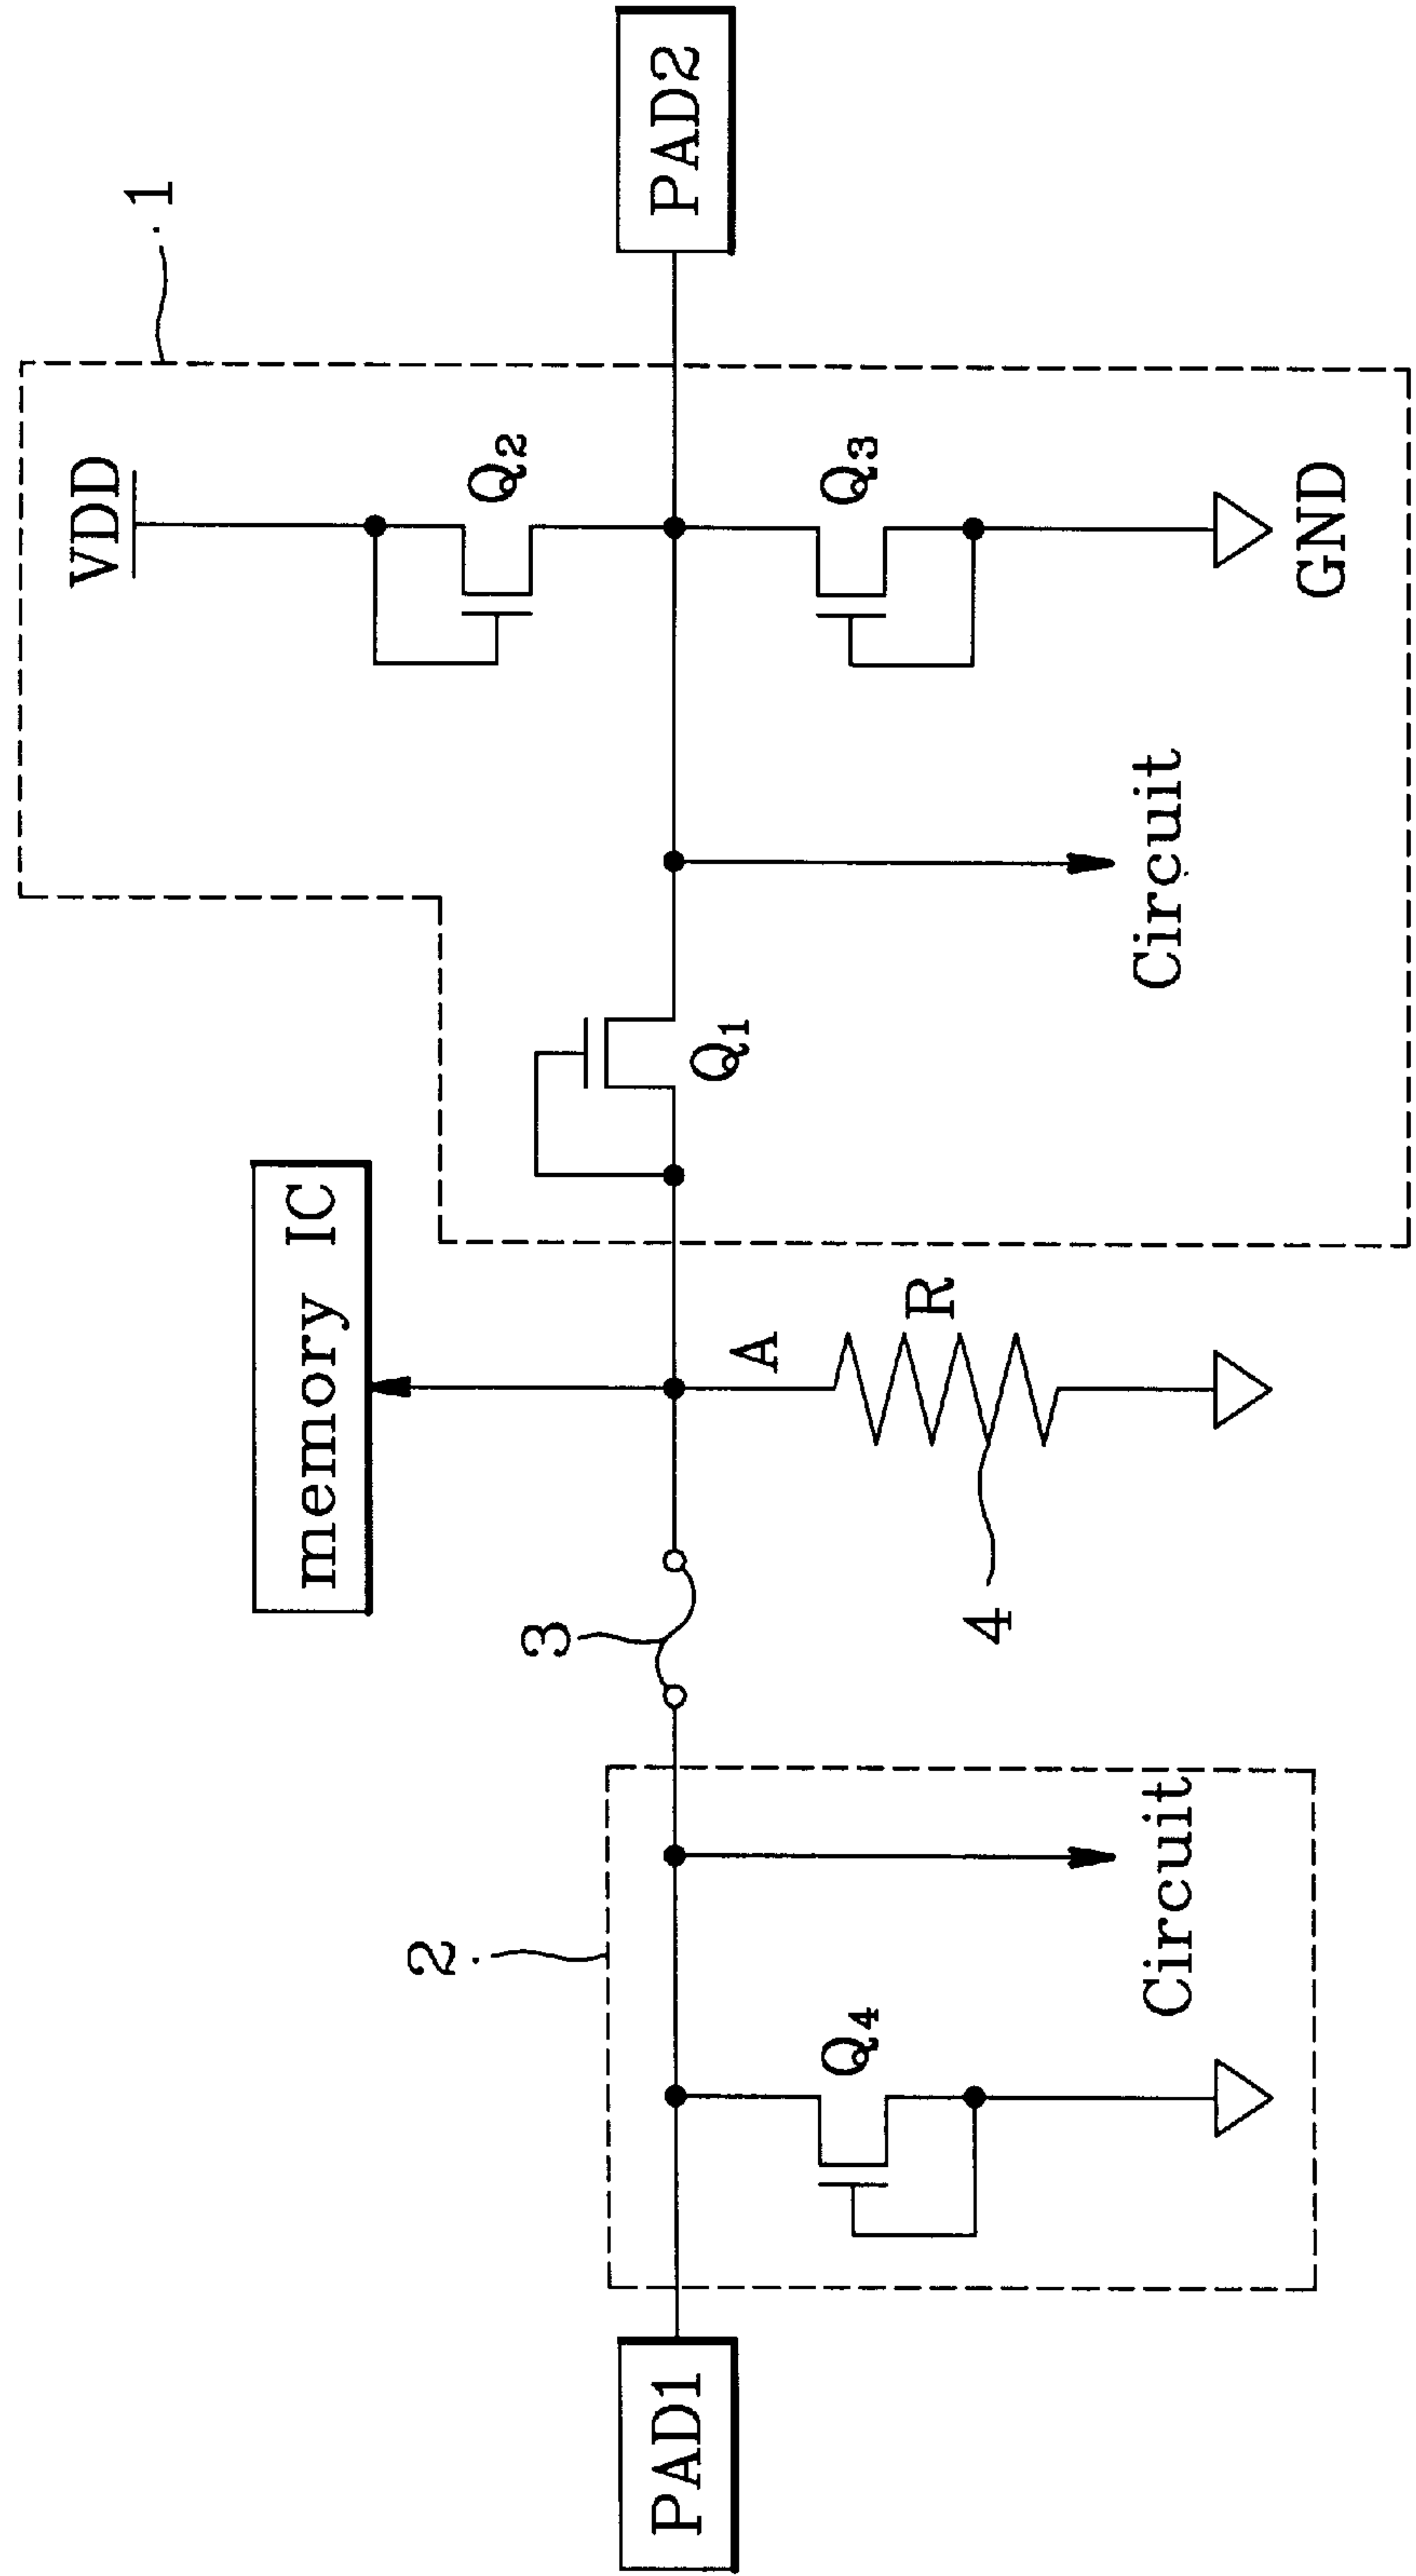 1
VDD
Q2
PAD2
Q3
GND
Circuit
Q1
memory IC
A
R
3
4
2
Circuit
Q4
PAD1